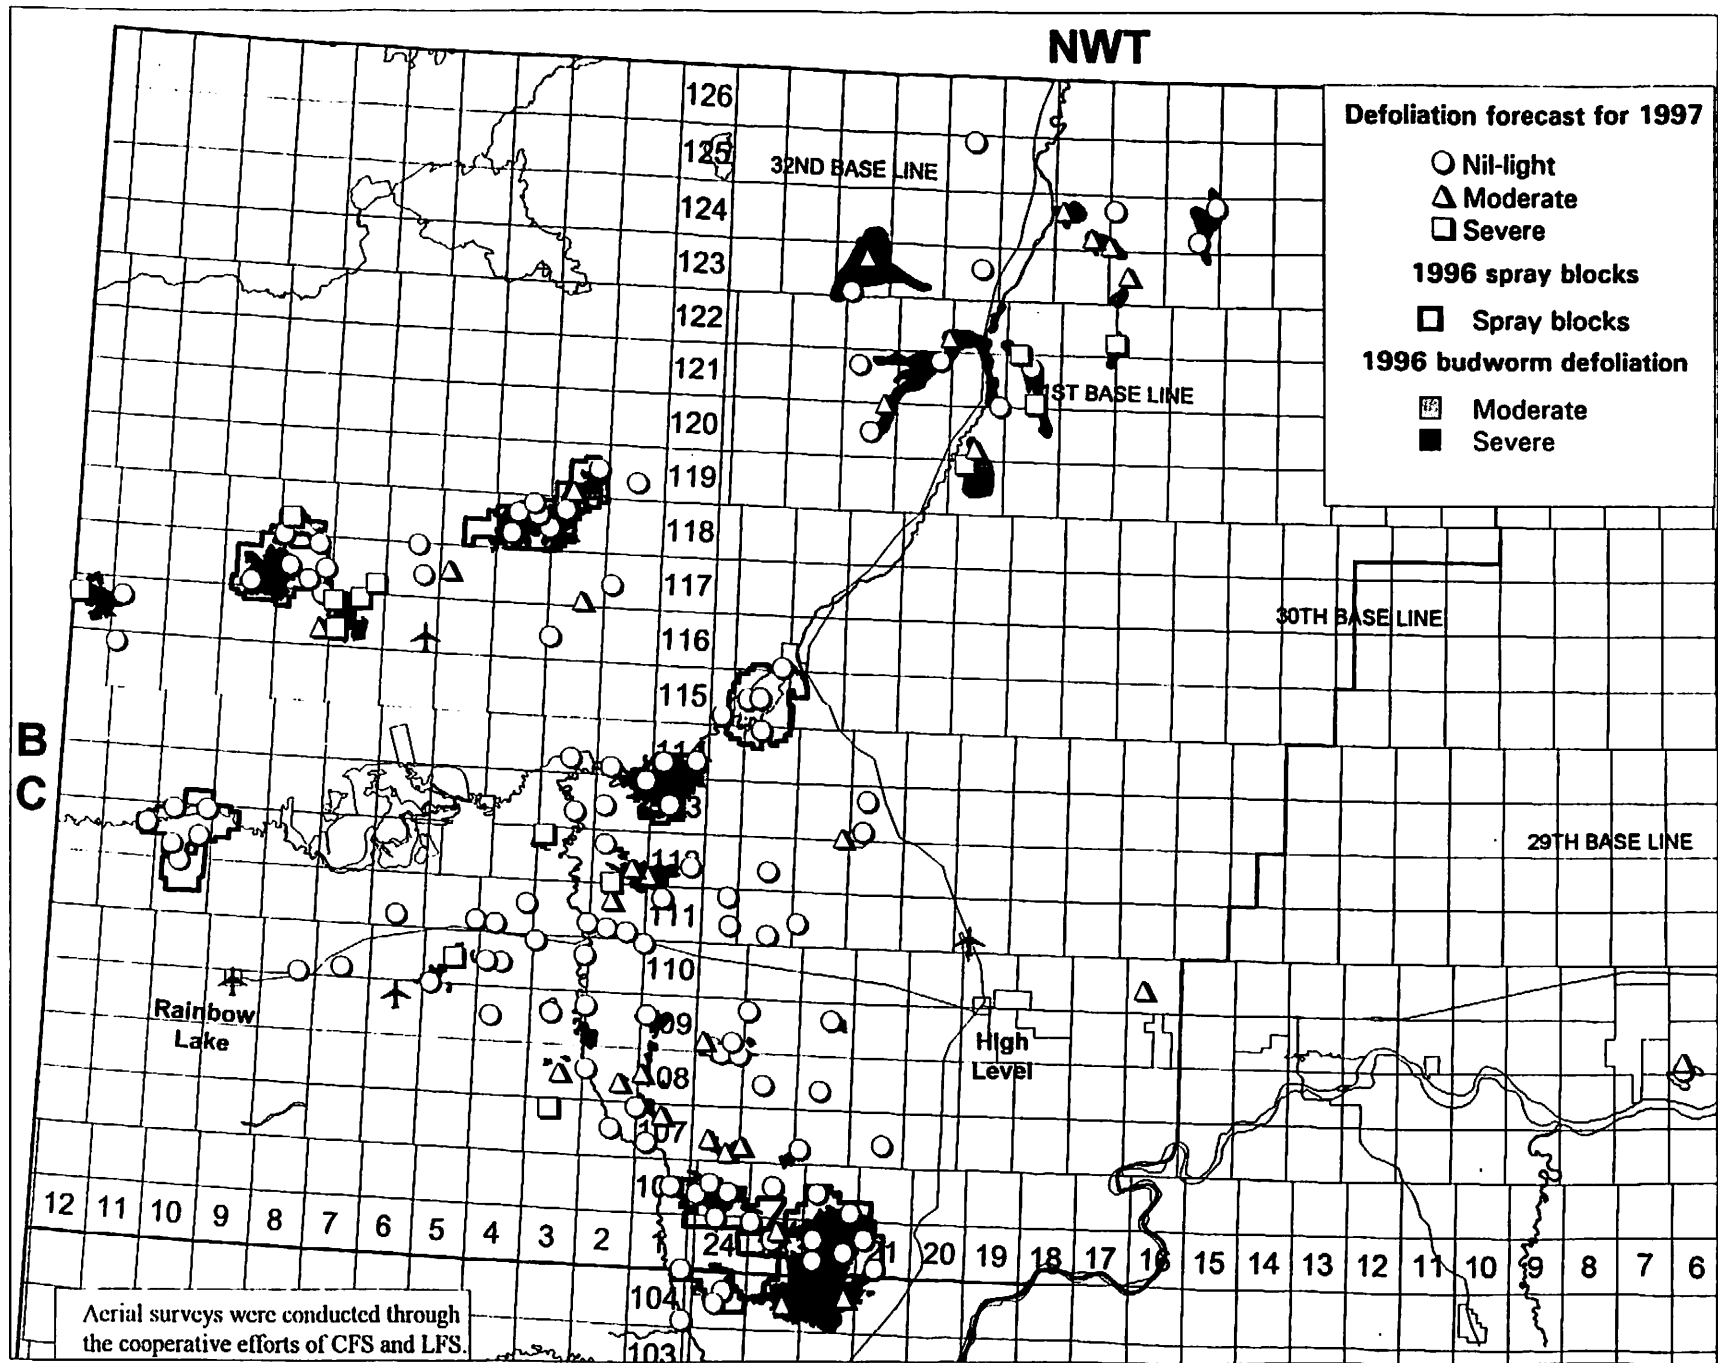 NWT
Defoliation forecast for 1997
Nil-light
Moderate
Severe
1996 spray blocks
Spray blocks
1996 budworm defoliation
Moderate
Severe
126
125
32ND BASE LINE
124
123
122
121
1ST BASE LINE
120
119
118
117
30TH BASE LINE
116
115
B
C
29TH BASE LINE
111
110
Rainbow
Lake
09
High
Level
08
107
12 11 10 9 8 7 6 5 4 3 2 1 24 21 20 19 18 17 16 15 14 13 12 11 10 9 8 7 6
104
103
Aerial surveys were conducted through
the cooperative efforts of CFS and LFS.